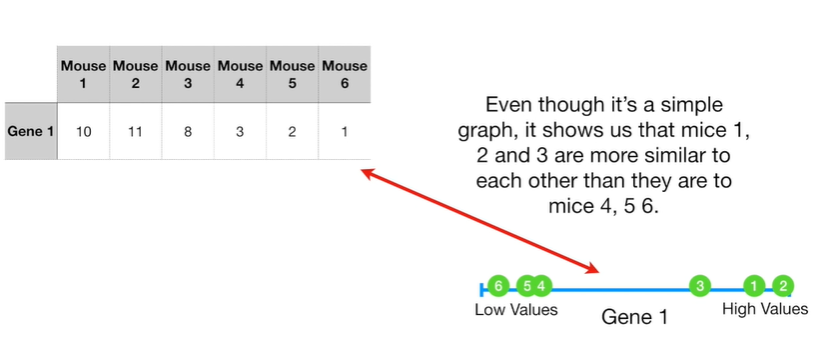 Mouse 1 Mouse 2 Mouse 3 Mouse 4 Mouse 5 Mouse 6
Gene 1 10 11 8 3 2 1
Even though it's a simple
graph, it shows us that mice 1,
2 and 3 are more similar to
each other than they are to
mice 4, 5 6.
6 5 4 3 1 2
Low Values Gene 1 High Values